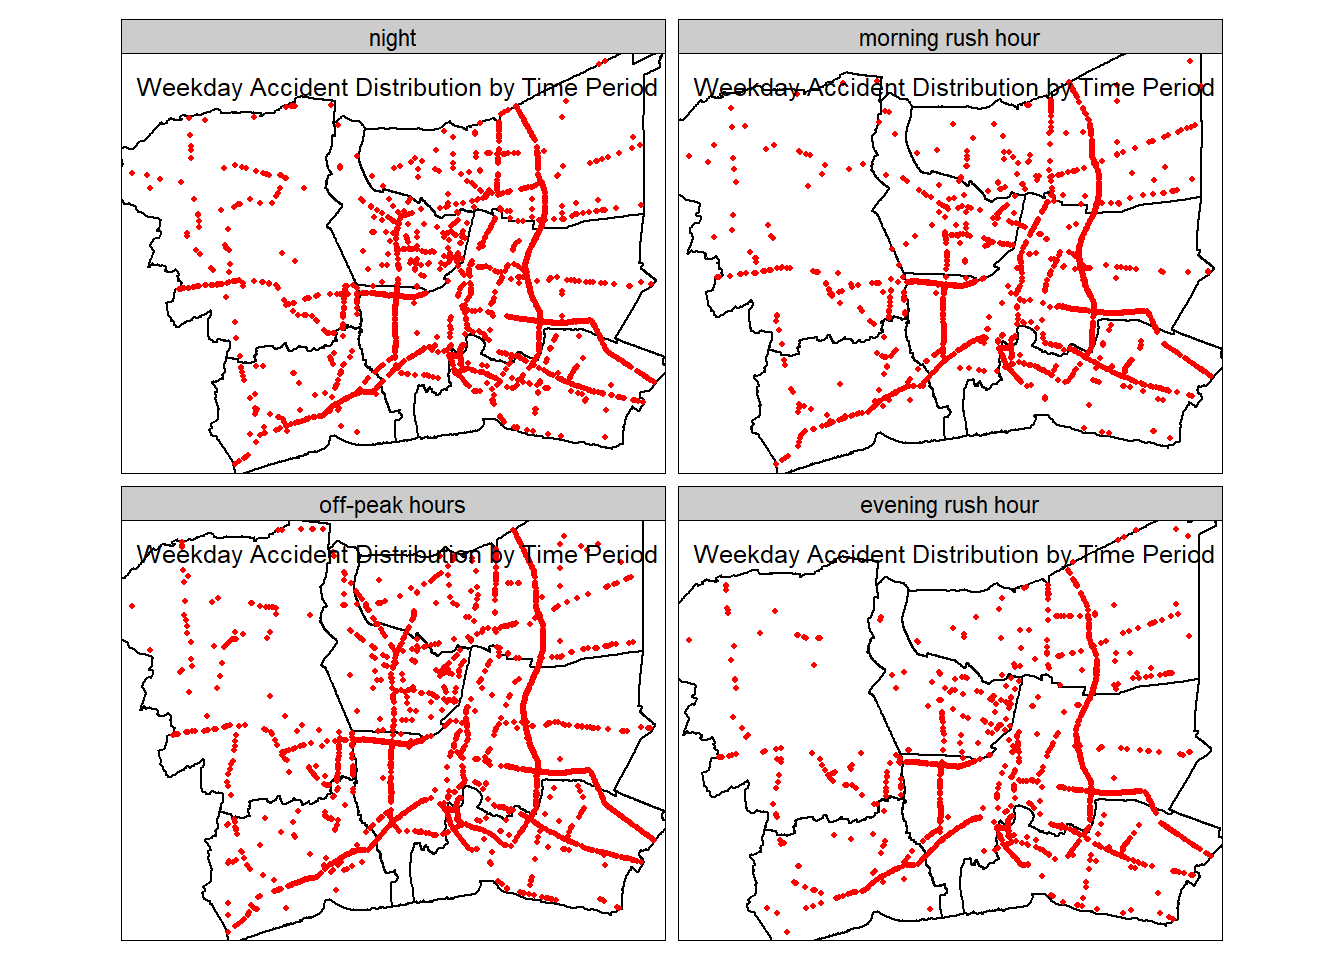 night
morning rush hour
Weekday Accident Distribution by Time Period
Weekday Accident Distribution by Time Period
off-peak hours
evening rush hour
Weekday Accident Distribution by Time Period
Weekday Accident Distribution by Time Period